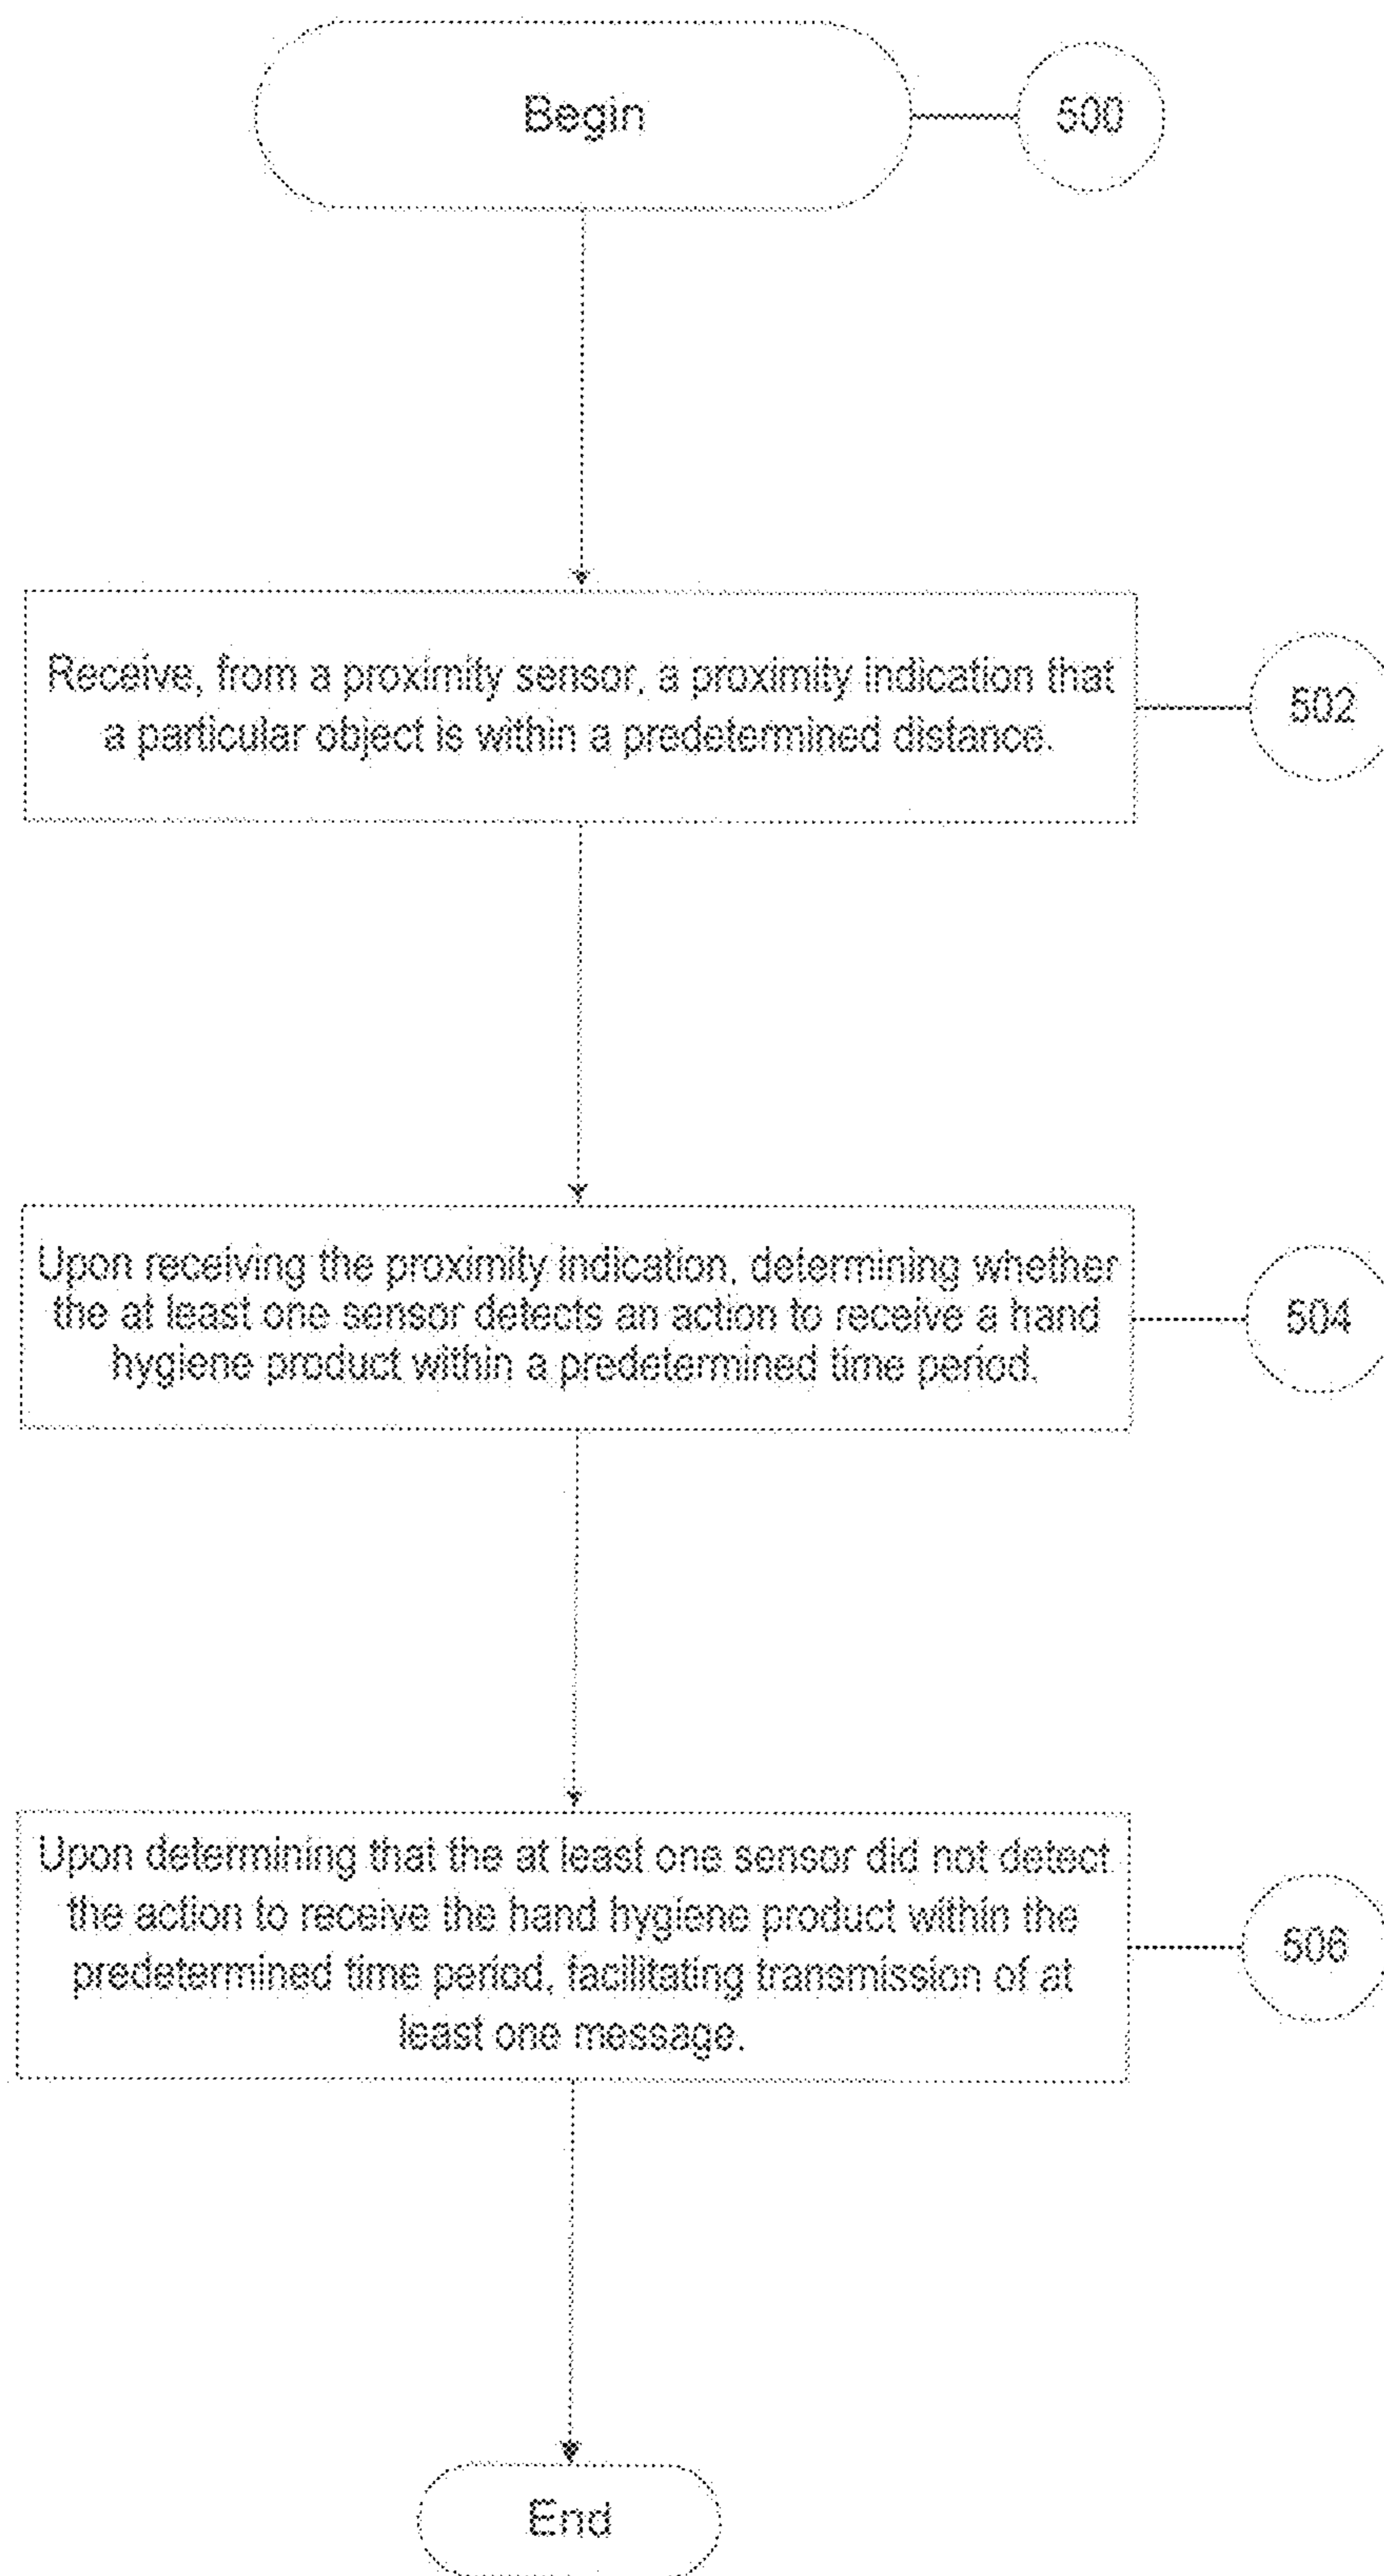 Begin
500
Receive, from a proximity sensor, a proximity indication that
a particular object is within a predetermined distance.
502
Upon receiving the proximity indication, determining whether
the at least one sensor detects an action to receive a hand
hygiene product within a predetermined time period.
504
Upon determining that the at least one sensor did not detect
the action to receive the hand hygiene product within the
predetermined time period, facilitating transmission of at
least one message.
506
End